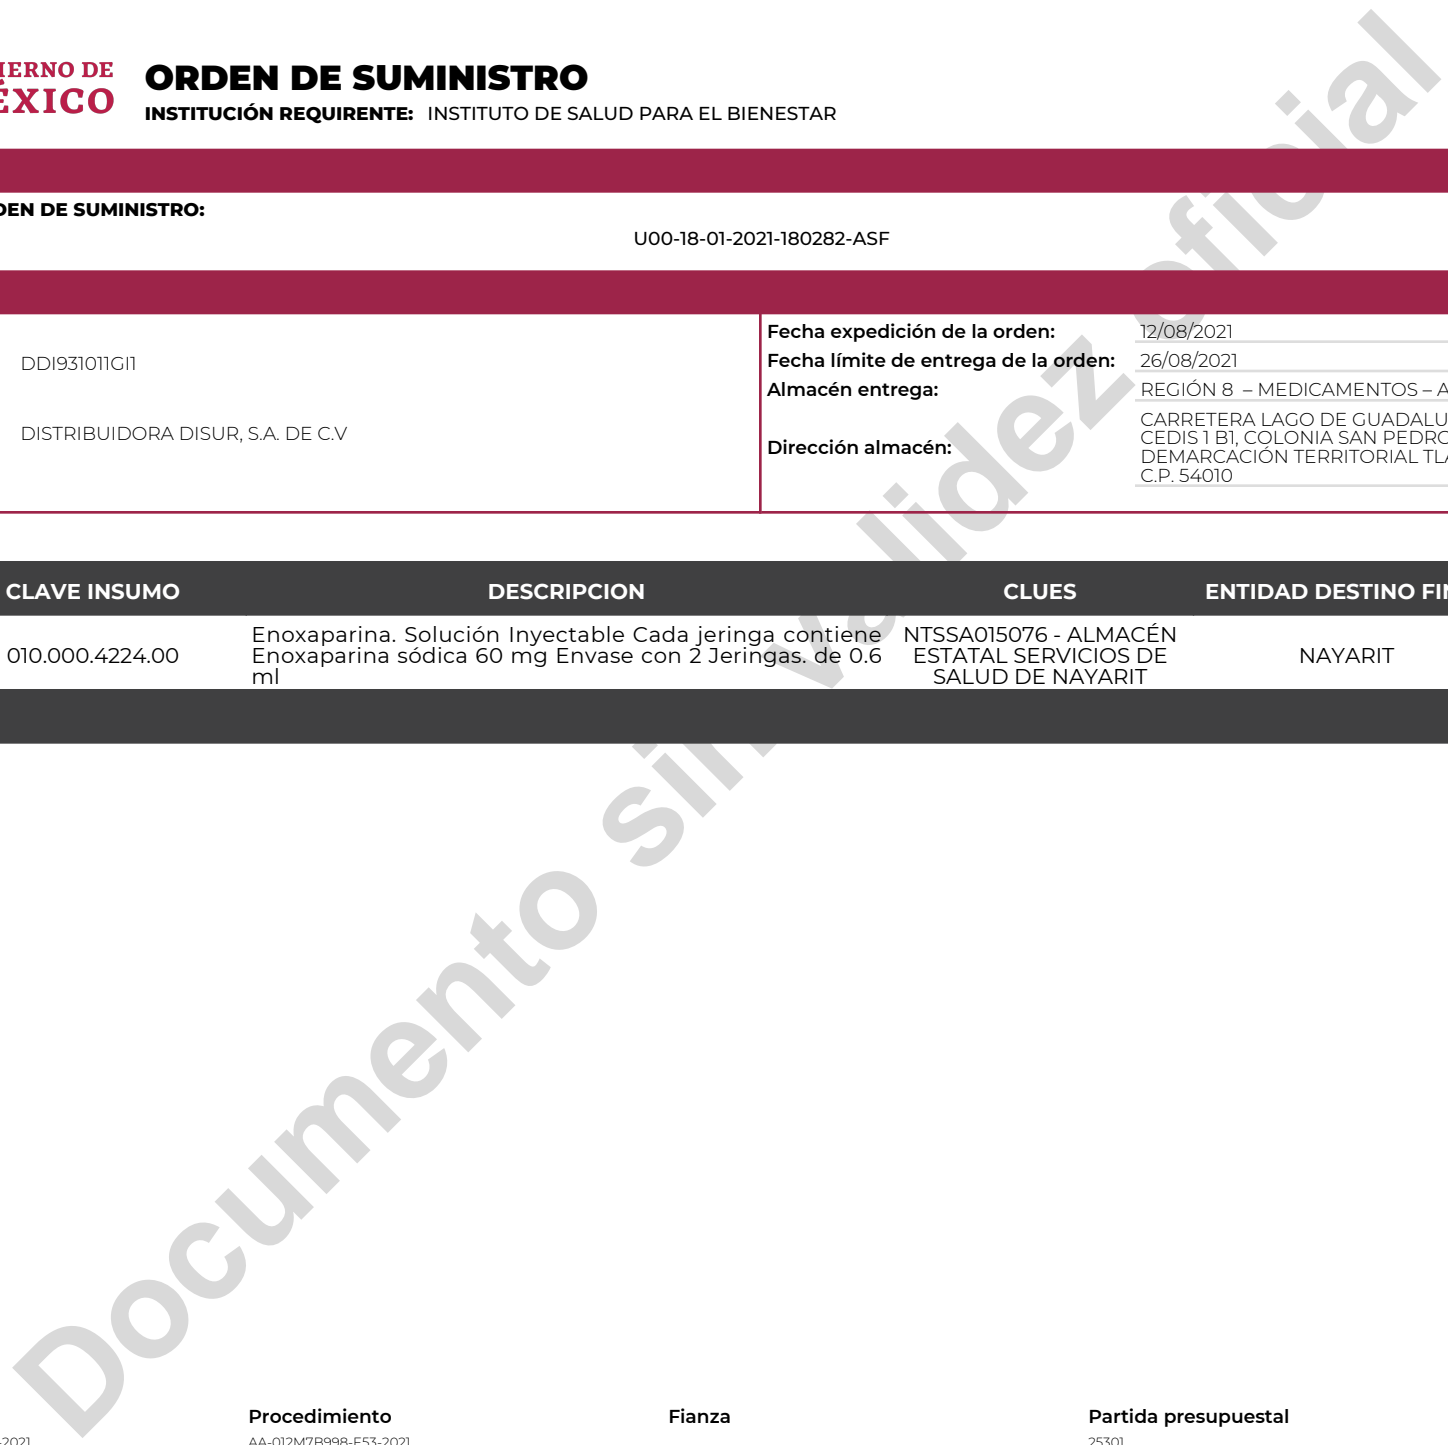 ORDEN DE SUMINISTRO
INSTITUCIÓN REQUIRENTE: INSTITUTO DE SALUD PARA EL BIENESTAR
DE
MÉXICO
DE SUMINISTRO:
U00-18-01-2021-180282-ASF
DDI931011GI1
DISTRIBUIDORA DISUR, S.A. DE C.V
Fecha expedición de la orden: 12/08/2021
Fecha límite de entrega de la orden: 26/08/2021
Almacén entrega: REGIÓN 8 – MEDICAMENTOS – A
Dirección almacén:
CARRETERA LAGO DE GUADALU
CEDIS 1 B1, COLONIA SAN PEDRO
DEMARCACIÓN TERRITORIAL TLA
C.P. 54010
CLAVE INSUMO DESCRIPCION CLUES ENTIDAD DESTINO FIN
010.000.4224.00
Enoxaparina. Solución Inyectable Cada jeringa contiene
Enoxaparina sódica 60 mg Envase con 2 Jeringas. de 0.6
ml
NTSSA015076 - ALMACÉN
ESTATAL SERVICIOS DE
SALUD DE NAYARIT
NAYARIT
Documento sin validez oficial
Procedimiento Fianza Partida presupuestal
-2021 AA-012M7B998-E53-2021 25301